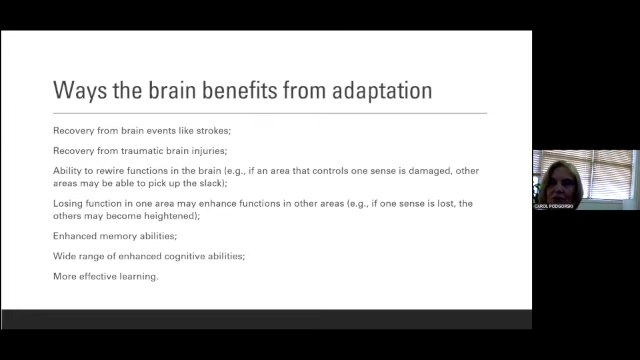 Ways the brain benefits from adaptation
Recovery from brain events like strokes;
Recovery from traumatic brain injuries;
Ability to rewire functions in the brain (e.g., if an area that controls one sense is damaged, other
areas may be able to pick up the slack);
Losing function in one area may enhance functions in other areas (e.g., if one sense is lost, the
others may become heightened);
Enhanced memory abilities;
Wide range of enhanced cognitive abilities;
More effective learning.
CAROL PODGORSKI